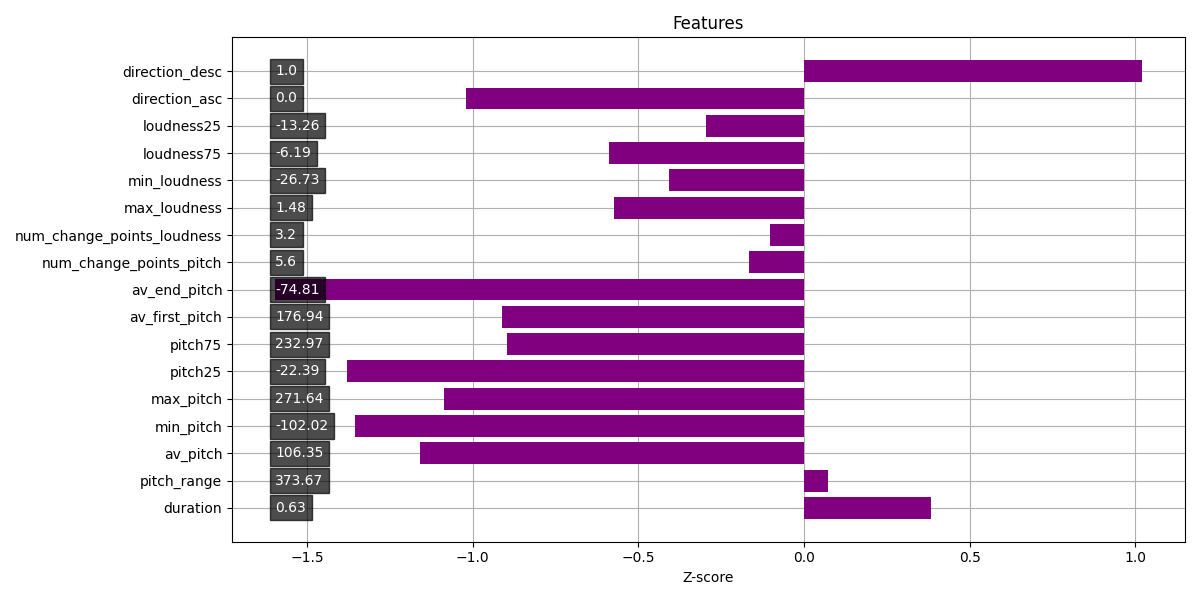 Features
direction_desc 1.0
direction_asc 0.0
loudness25 -13.26
loudness75 -6.19
min_loudness -26.73
max_loudness 1.48
num_change_points_loudness 3.2
num_change_points_pitch 5.6
av_end_pitch -74.81
av_first_pitch 176.94
pitch75 232.97
pitch25 -22.39
max_pitch 271.64
min_pitch -102.02
av_pitch 106.35
pitch_range 373.67
duration 0.63
−1.5 −1.0 −0.5 0.0 0.5 1.0
Z-score